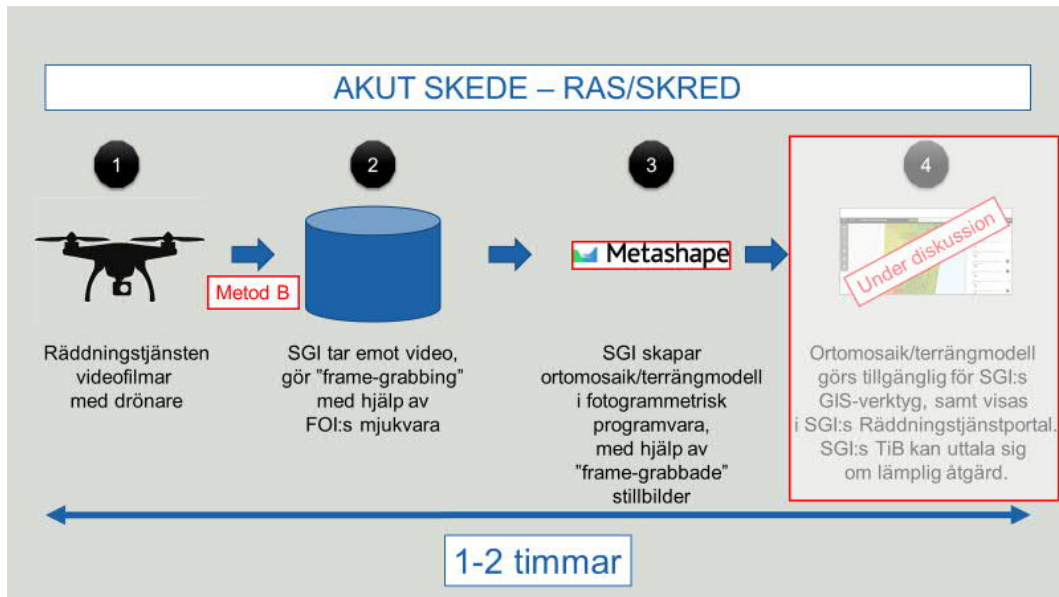 AKUT SKEDE – RAS/SKRED
1
Metod B
Räddningstjänsten
videofilmar
med drönare
2
SGI tar emot video,
gör ”frame-grabbing”
med hjälp av
FOI:s mjukvara
3
Metashape
SGI skapar
ortomosaik/terrängmodell
i fotogrammetrisk
programvara,
med hjälp av
”frame-grabbade”
stillbilder
4
Under diskussion
Ortomosaik/terrängmodell
görs tillgänglig för SGI:s
GIS-verktyg, samt visas
i SGI:s Räddningstjänstportal.
SGI:s TiB kan uttala sig
om lämplig åtgärd.
1-2 timmar